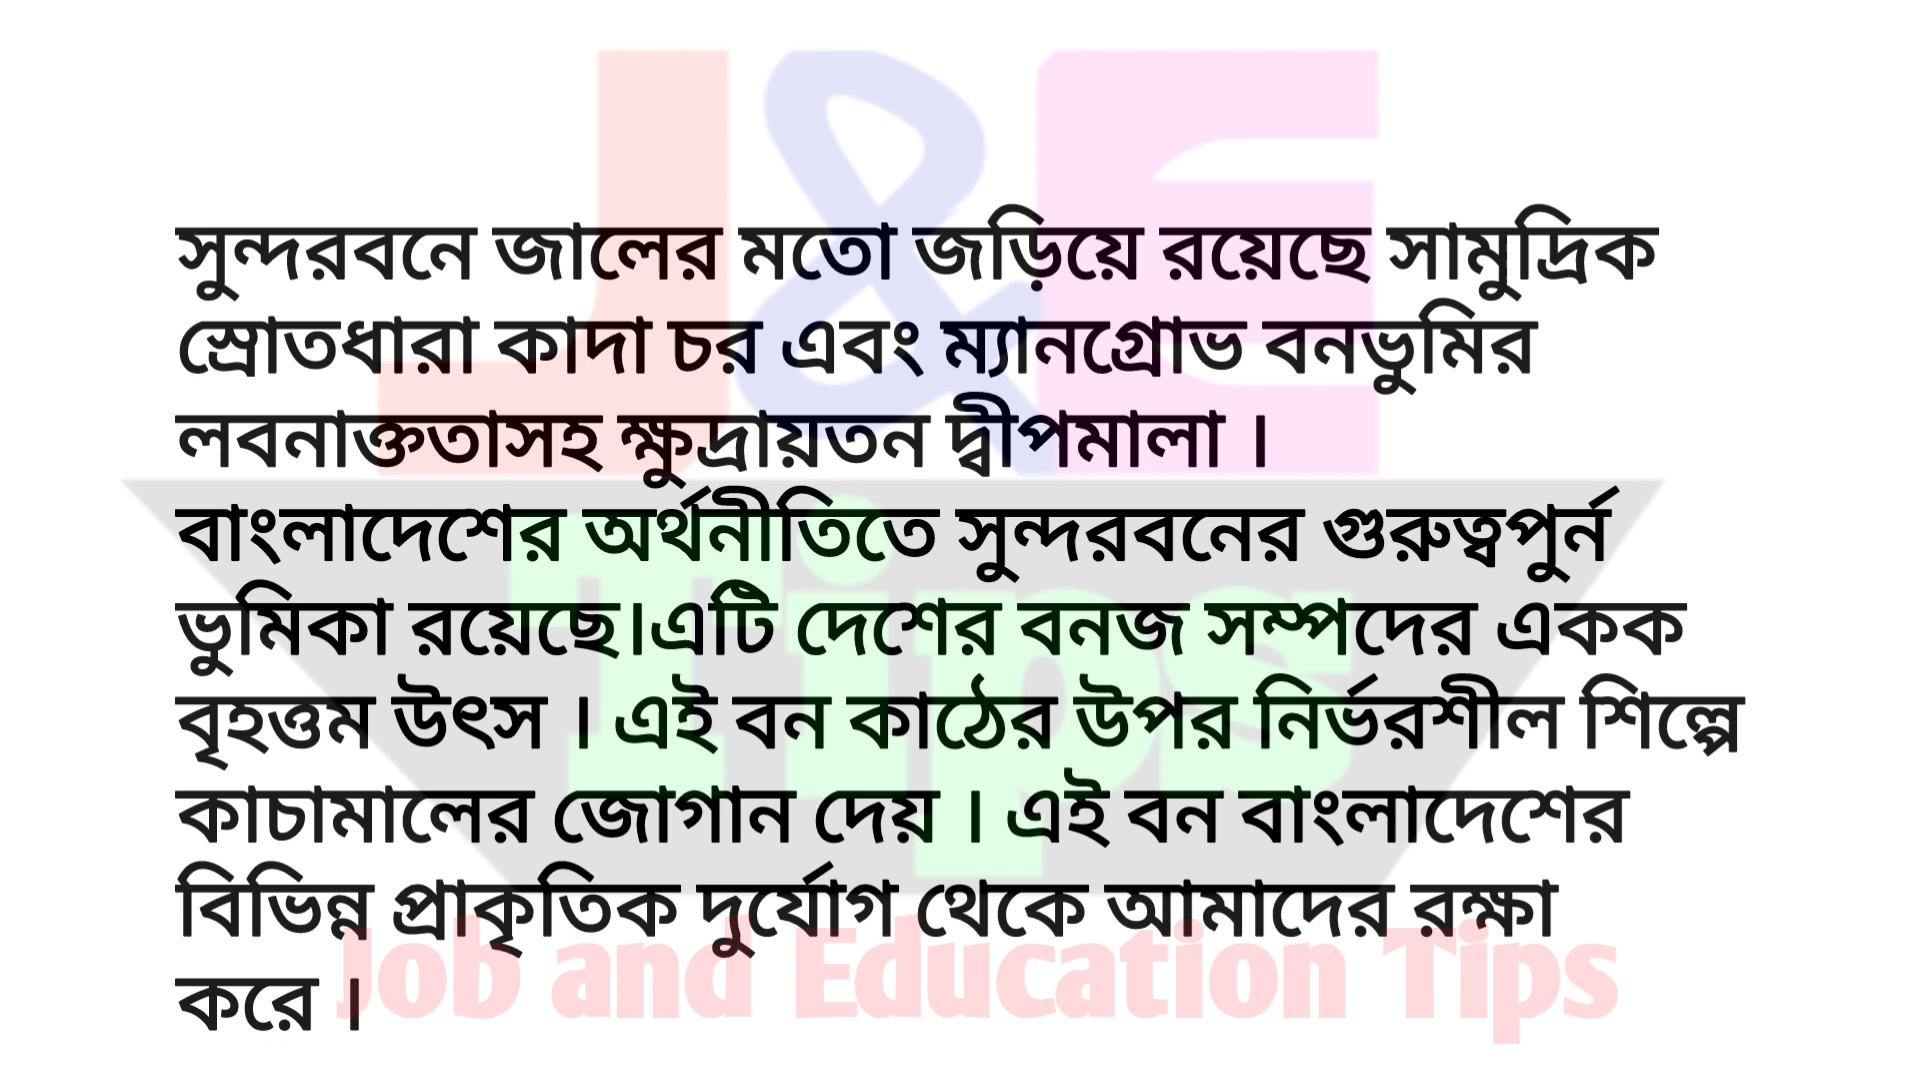 সুন্দরবনে জালের মতো জড়িয়ে রয়েছে সামুদ্রিক
স্রোতধারা কাদা চর এবং ম্যানগ্রোভ বনভুমির
লবনাক্ততাসহ ক্ষুদ্রায়তন দ্বীপমালা ।
বাংলাদেশের অর্থনীতিতে সুন্দরবনের গুরুত্বপুর্ন
ভুমিকা রয়েছে।এটি দেশের বনজ সম্পদের একক
বৃহত্তম উৎস । এই বন কাঠের উপর নির্ভরশীল শিল্পে
কাচামালের জোগান দেয় । এই বন বাংলাদেশের
বিভিন্ন প্রাকৃতিক দুর্যোগ থেকে আমাদের রক্ষা
করে ।
J&E
Tips
Job and Education Tips